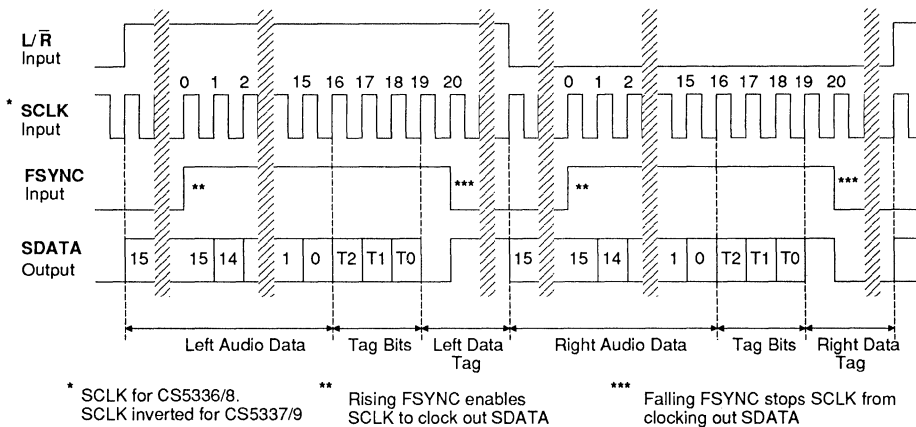 L/R̅
Input
0 1 2 15 16 17 18 19 20 0 1 2 15 16 17 18 19 20
* SCLK
Input
FSYNC
Input
** *** ** ***
SDATA
Output
15 15 14 1 0 T2 T1 T0 15 15 14 1 0 T2 T1 T0
Left Audio Data Tag Bits Left Data Right Audio Data Tag Bits Right Data
Tag Tag
* SCLK for CS5336/8.
SCLK inverted for CS5337/9
** Rising FSYNC enables
SCLK to clock out SDATA
*** Falling FSYNC stops SCLK from
clocking out SDATA